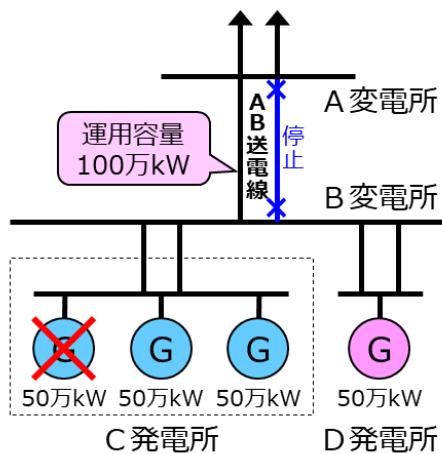 A変電所
AB送電線
停止
運用容量
100万kW
B変電所
G
G
G
G
50万kW 50万kW 50万kW
50万kW
C発電所
D発電所